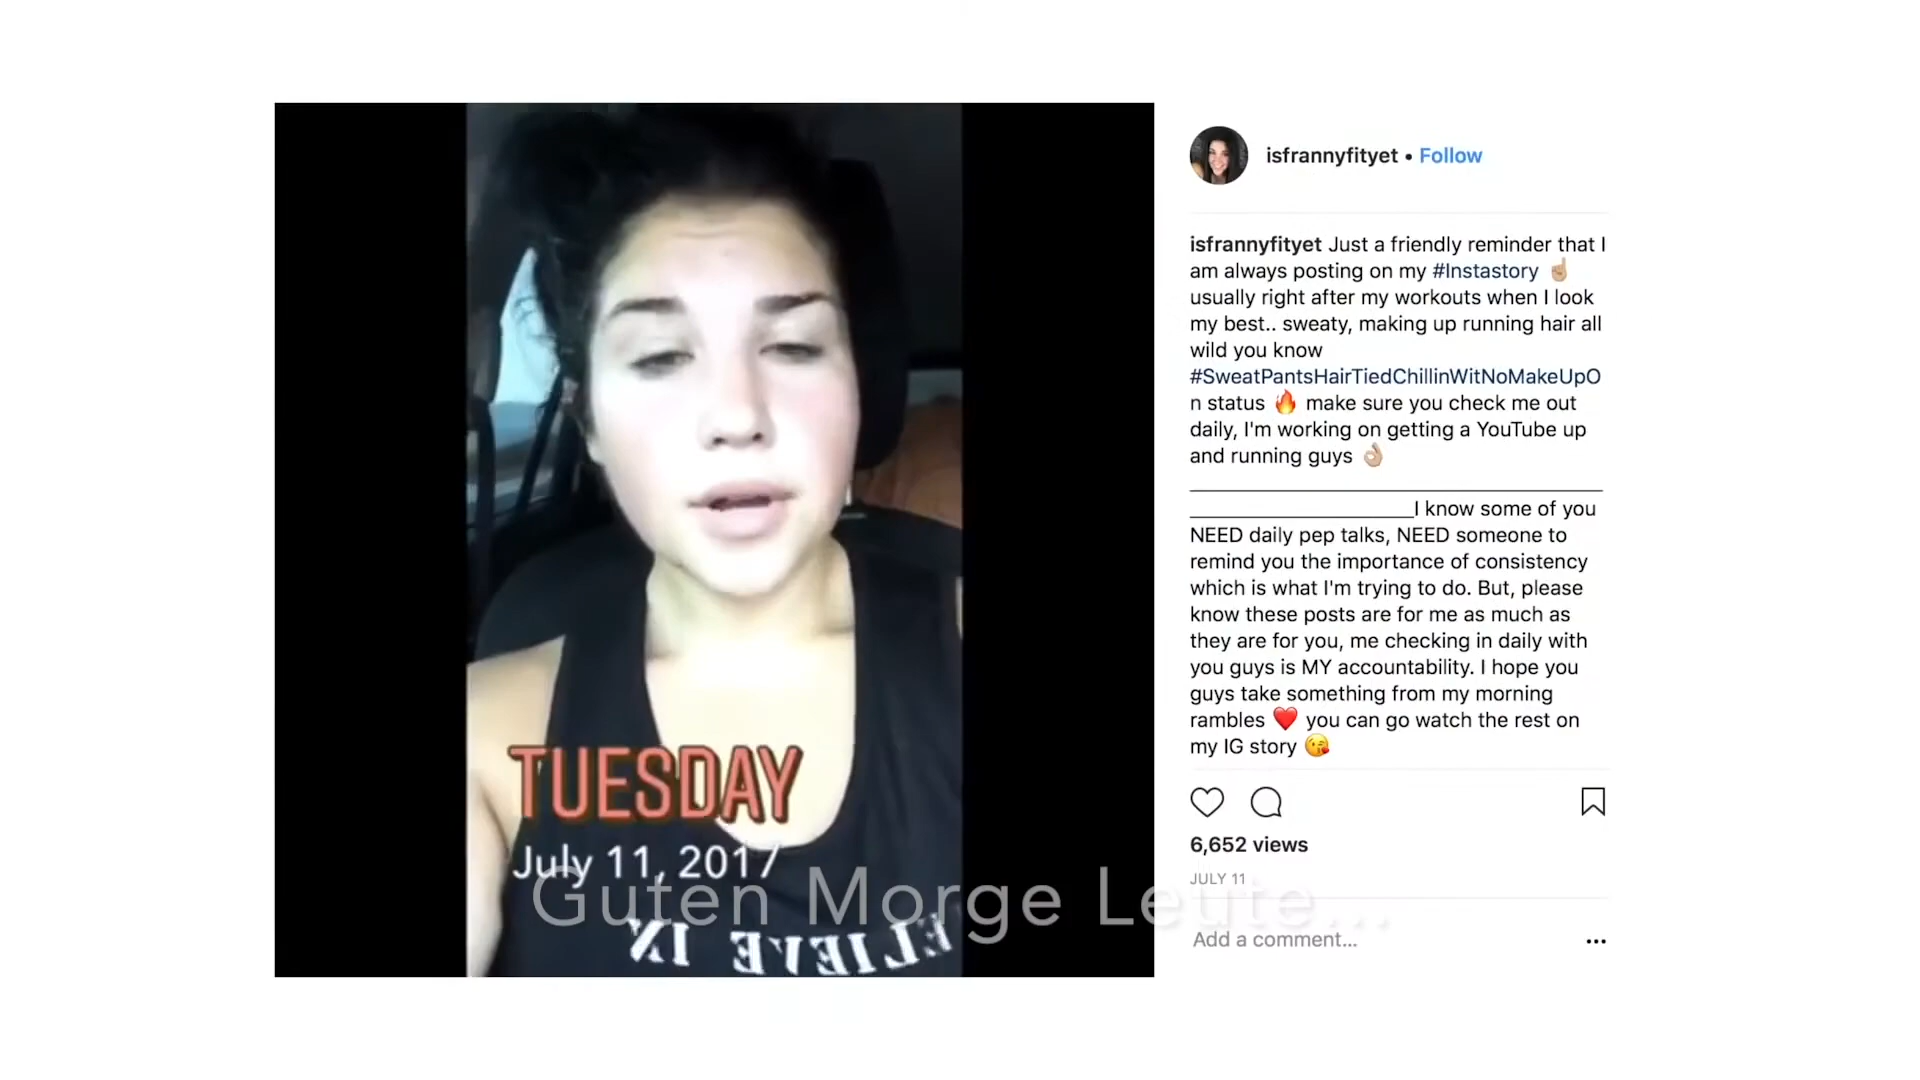 TUESDAY
July 11, 2017
Guten Morge Leute...
ELIEVE IN
isfrannyfityet • Follow
isfrannyfityet Just a friendly reminder that I
am always posting on my #Instastory ☝🏼
usually right after my workouts when I look
my best.. sweaty, making up running hair all
wild you know
#SweatPantsHairTiedChillinWitNoMakeUpO
n status 🔥 make sure you check me out
daily, I'm working on getting a YouTube up
and running guys 👌🏼
_____________________________________
____________________I know some of you
NEED daily pep talks, NEED someone to
remind you the importance of consistency
which is what I'm trying to do. But, please
know these posts are for me as much as
they are for you, me checking in daily with
you guys is MY accountability. I hope you
guys take something from my morning
rambles ❤️ you can go watch the rest on
my IG story 😘
6,652 views
JULY 11
Add a comment...